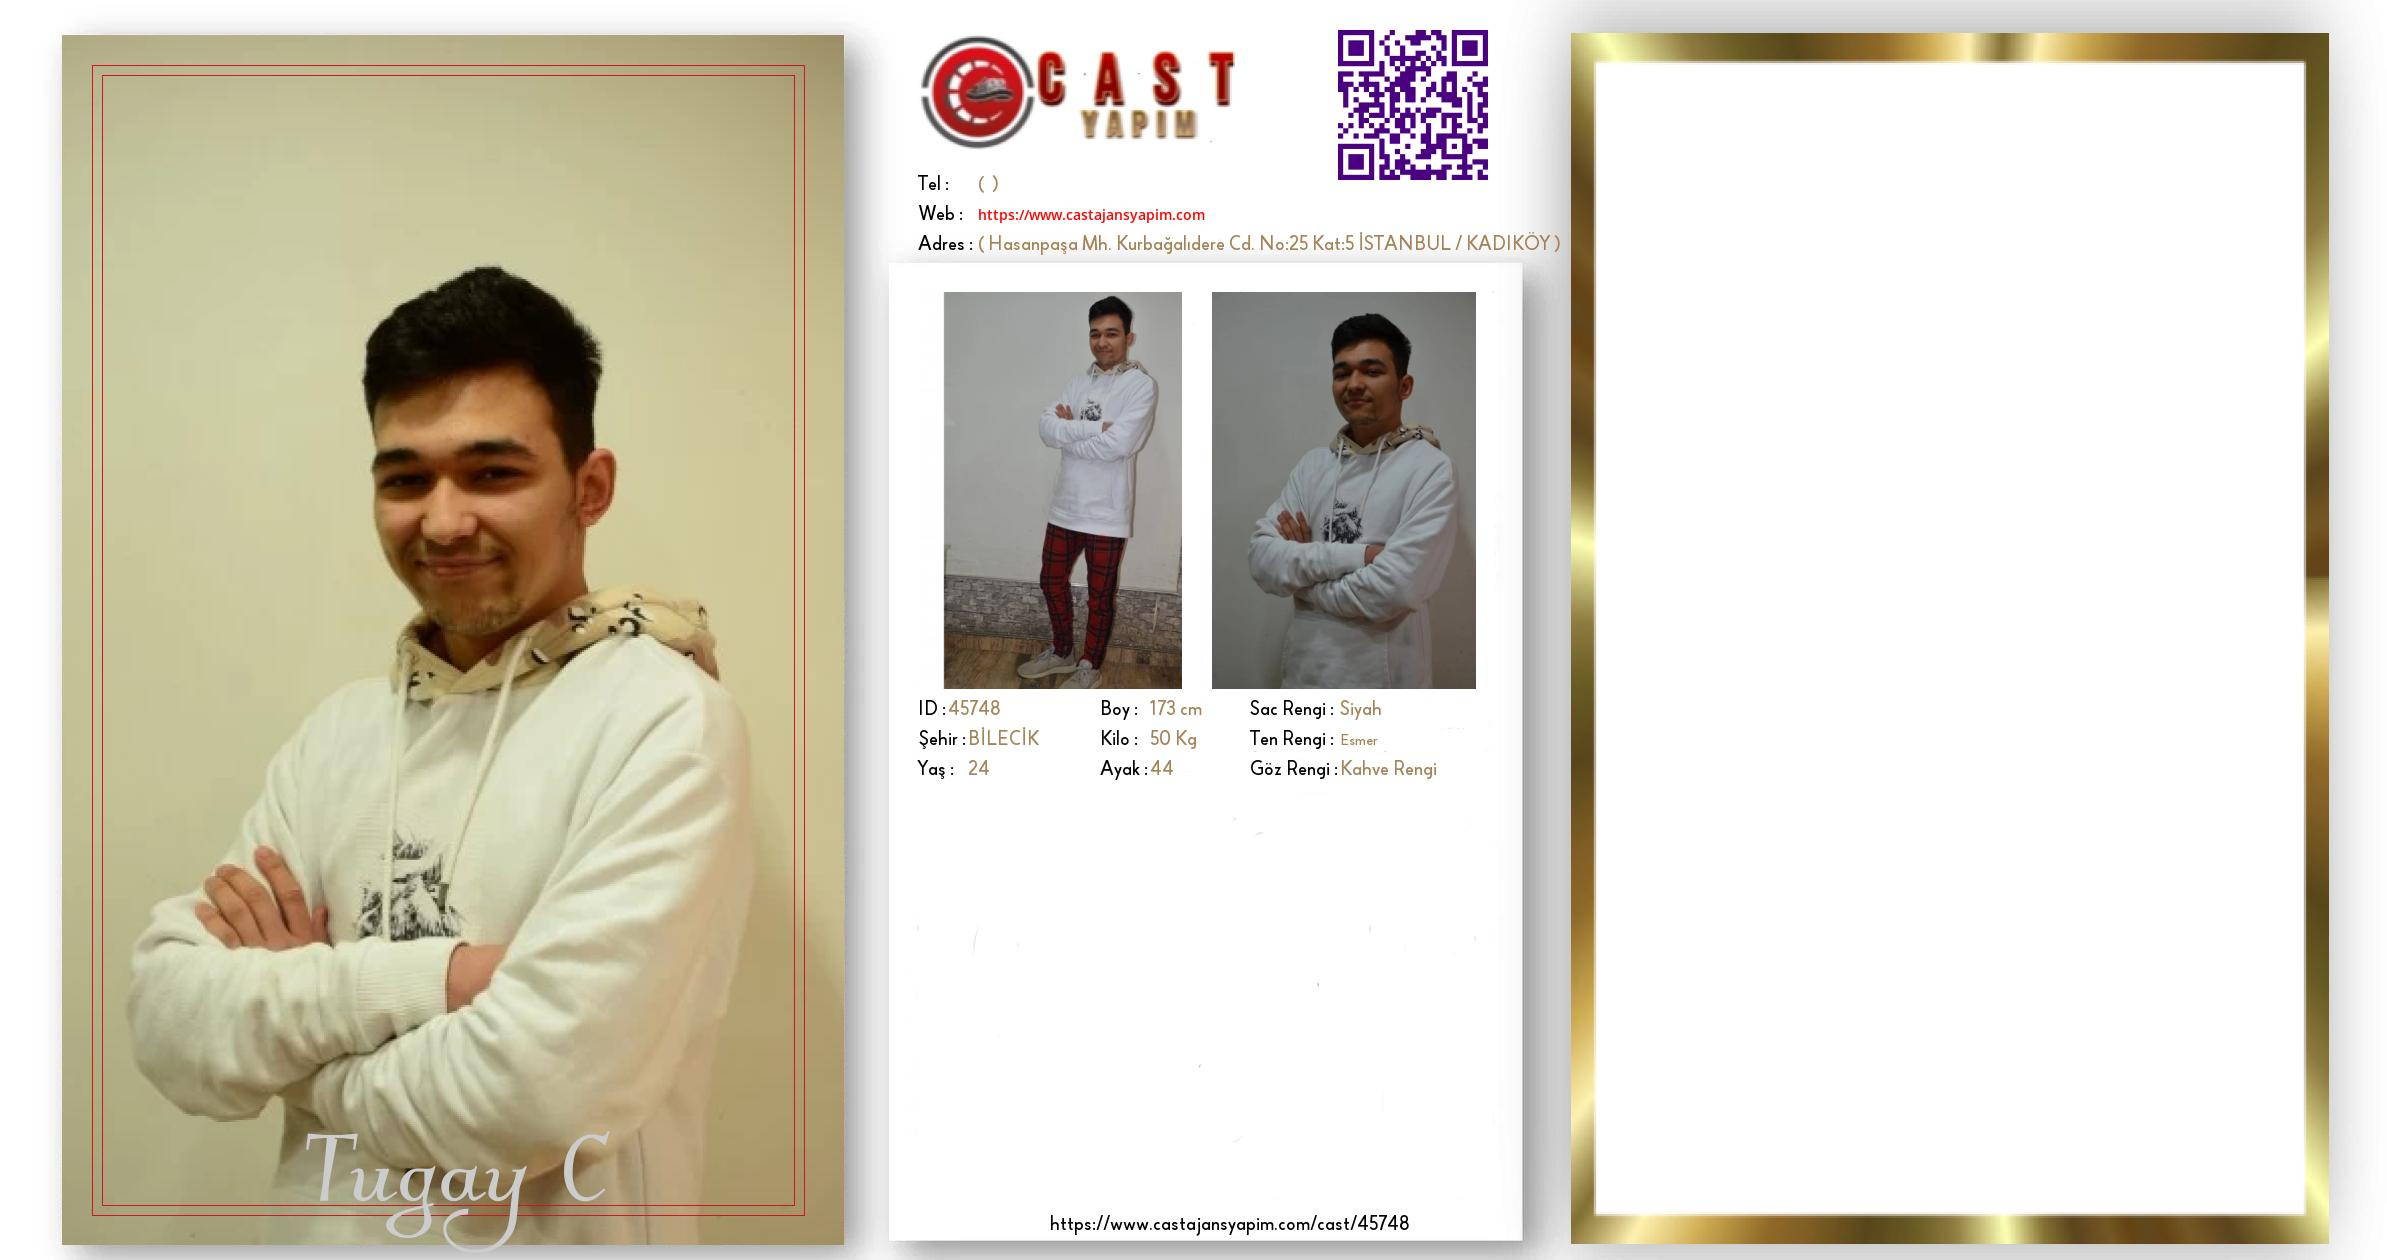 Tugay C
CAST
YAPIM
Tel : ( )
Web : https://www.castajansyapim.com
Adres : ( Hasanpaşa Mh. Kurbağalıdere Cd. No:25 Kat:5 İSTANBUL / KADIKÖY )
ID : 45748 Boy : 173 cm Sac Rengi : Siyah
Şehir : BİLECİK Kilo : 50 Kg Ten Rengi : Esmer
Yaş : 24 Ayak : 44 Göz Rengi : Kahve Rengi
https://www.castajansyapim.com/cast/45748